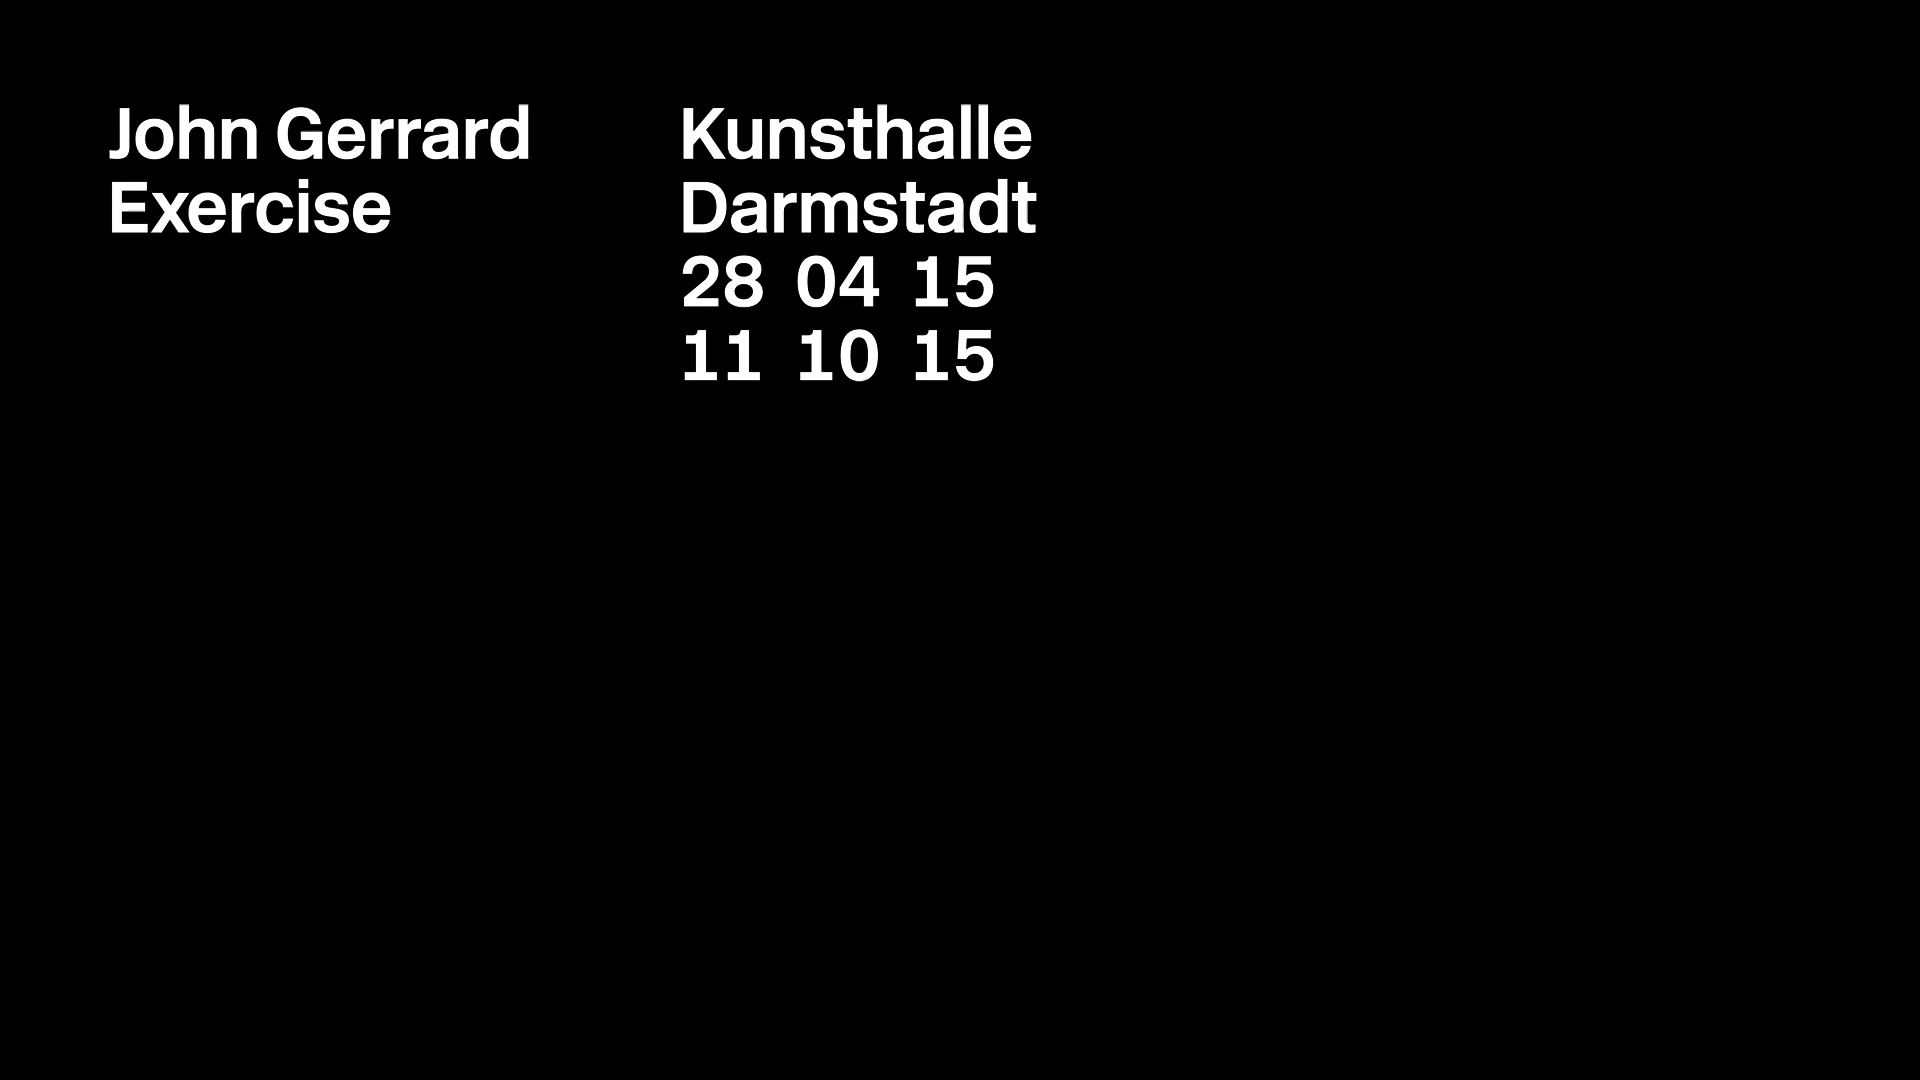 John Gerrard
Exercise
Kunsthalle
Darmstadt
28 04 15
11 10 15